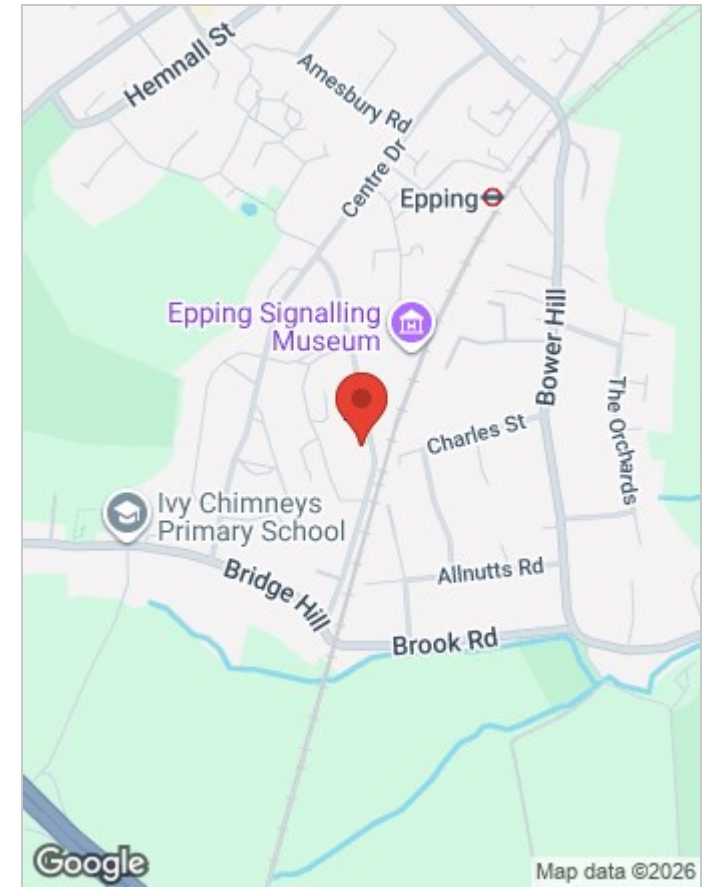 Hemnall St
Amesbury Rd
Centre Dr
Epping
Epping Signalling
Museum
Bower Hill
The Orchards
Charles St
Ivy Chimneys
Primary School
Allnutts Rd
Bridge Hill
Brook Rd
Google
Map data ©2026